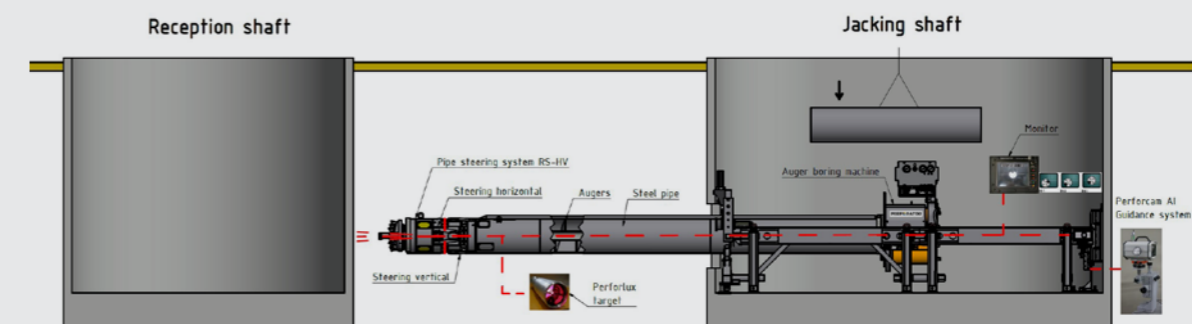 Reception shaft
Jacking shaft
Monitor
Pipe steering system RS-HV
Auger boring machine
Steering horizontal
Augers
Steel pipe
Perforcam AI
Guidance system
Steering vertical
Perforlux
target